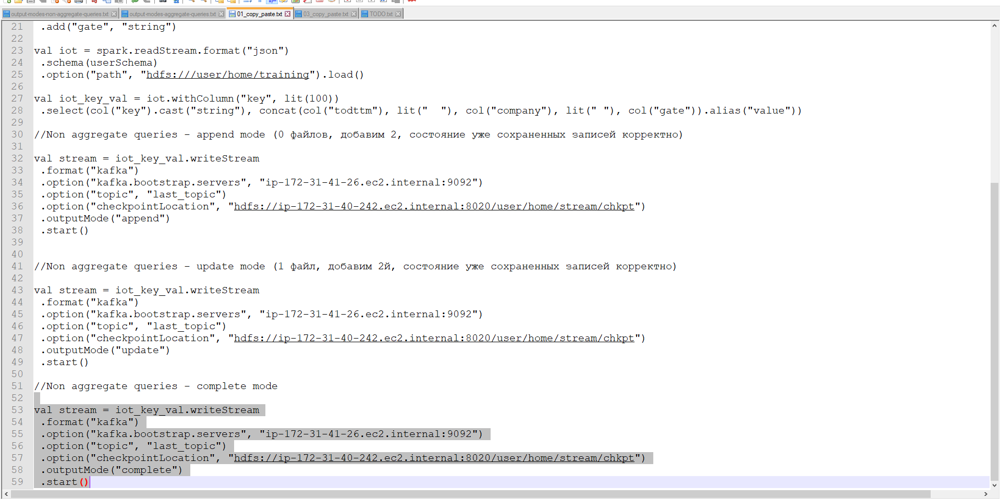 output-modes-non-aggregate-queries.txt output-modes-aggregate-queries.txt 01_copy_paste.txt 03_copy_paste.txt TODO.txt
21 .add("gate", "string")
22
23 val iot = spark.readStream.format("json")
24 .schema(userSchema)
25 .option("path", "hdfs:///user/home/training").load()
26
27 val iot_key_val = iot.withColumn("key", lit(100))
28 .select(col("key").cast("string"), concat(col("todttm"), lit("  "), col("company"), lit(" "), col("gate")).alias("value"))
29
30 //Non aggregate queries - append mode (0 файлов, добавим 2, состояние уже сохраненных записей корректно)
31
32 val stream = iot_key_val.writeStream
33 .format("kafka")
34 .option("kafka.bootstrap.servers", "ip-172-31-41-26.ec2.internal:9092")
35 .option("topic", "last_topic")
36 .option("checkpointLocation", "hdfs://ip-172-31-40-242.ec2.internal:8020/user/home/stream/chkpt")
37 .outputMode("append")
38 .start()
39
40
41 //Non aggregate queries - update mode (1 файл, добавим 2й, состояние уже сохраненных записей корректно)
42
43 val stream = iot_key_val.writeStream
44 .format("kafka")
45 .option("kafka.bootstrap.servers", "ip-172-31-41-26.ec2.internal:9092")
46 .option("topic", "last_topic")
47 .option("checkpointLocation", "hdfs://ip-172-31-40-242.ec2.internal:8020/user/home/stream/chkpt")
48 .outputMode("update")
49 .start()
50
51 //Non aggregate queries - complete mode
52
53 val stream = iot_key_val.writeStream
54 .format("kafka")
55 .option("kafka.bootstrap.servers", "ip-172-31-41-26.ec2.internal:9092")
56 .option("topic", "last_topic")
57 .option("checkpointLocation", "hdfs://ip-172-31-40-242.ec2.internal:8020/user/home/stream/chkpt")
58 .outputMode("complete")
59 .start()